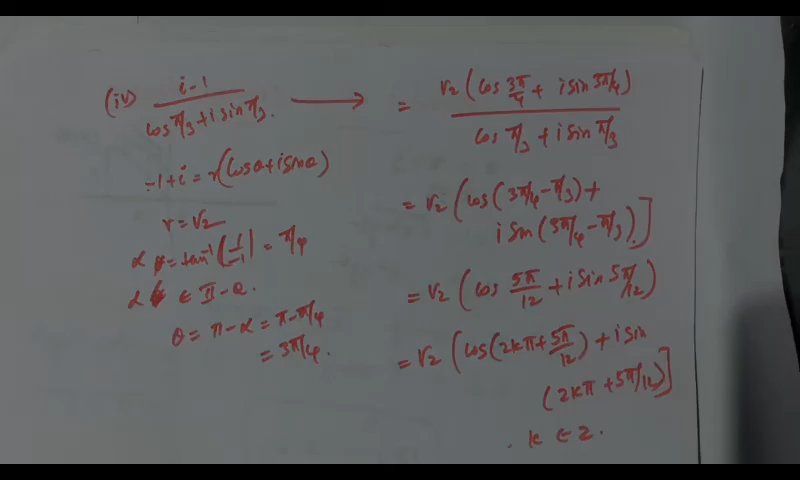 (iv) i-1 / cos π/3 + i sin π/3. ⟶
-1+i = r(cosθ+i sinθ)
r = √2
α = tan⁻¹ |1/-1| = π/4
α ∈ II-Q.
θ = π-α = π-π/4
= 3π/4.
= √2 (cos 3π/4 + i sin 3π/4) / cos π/3 + i sin π/3
= √2 (cos(3π/4 - π/3) +
i sin(3π/4 - π/3)]
= √2 (cos 5π/12 + i sin 5π/12)
= √2 (cos(2kπ+5π/12) + i sin
(2kπ+5π/12)]
k ∈ Z.